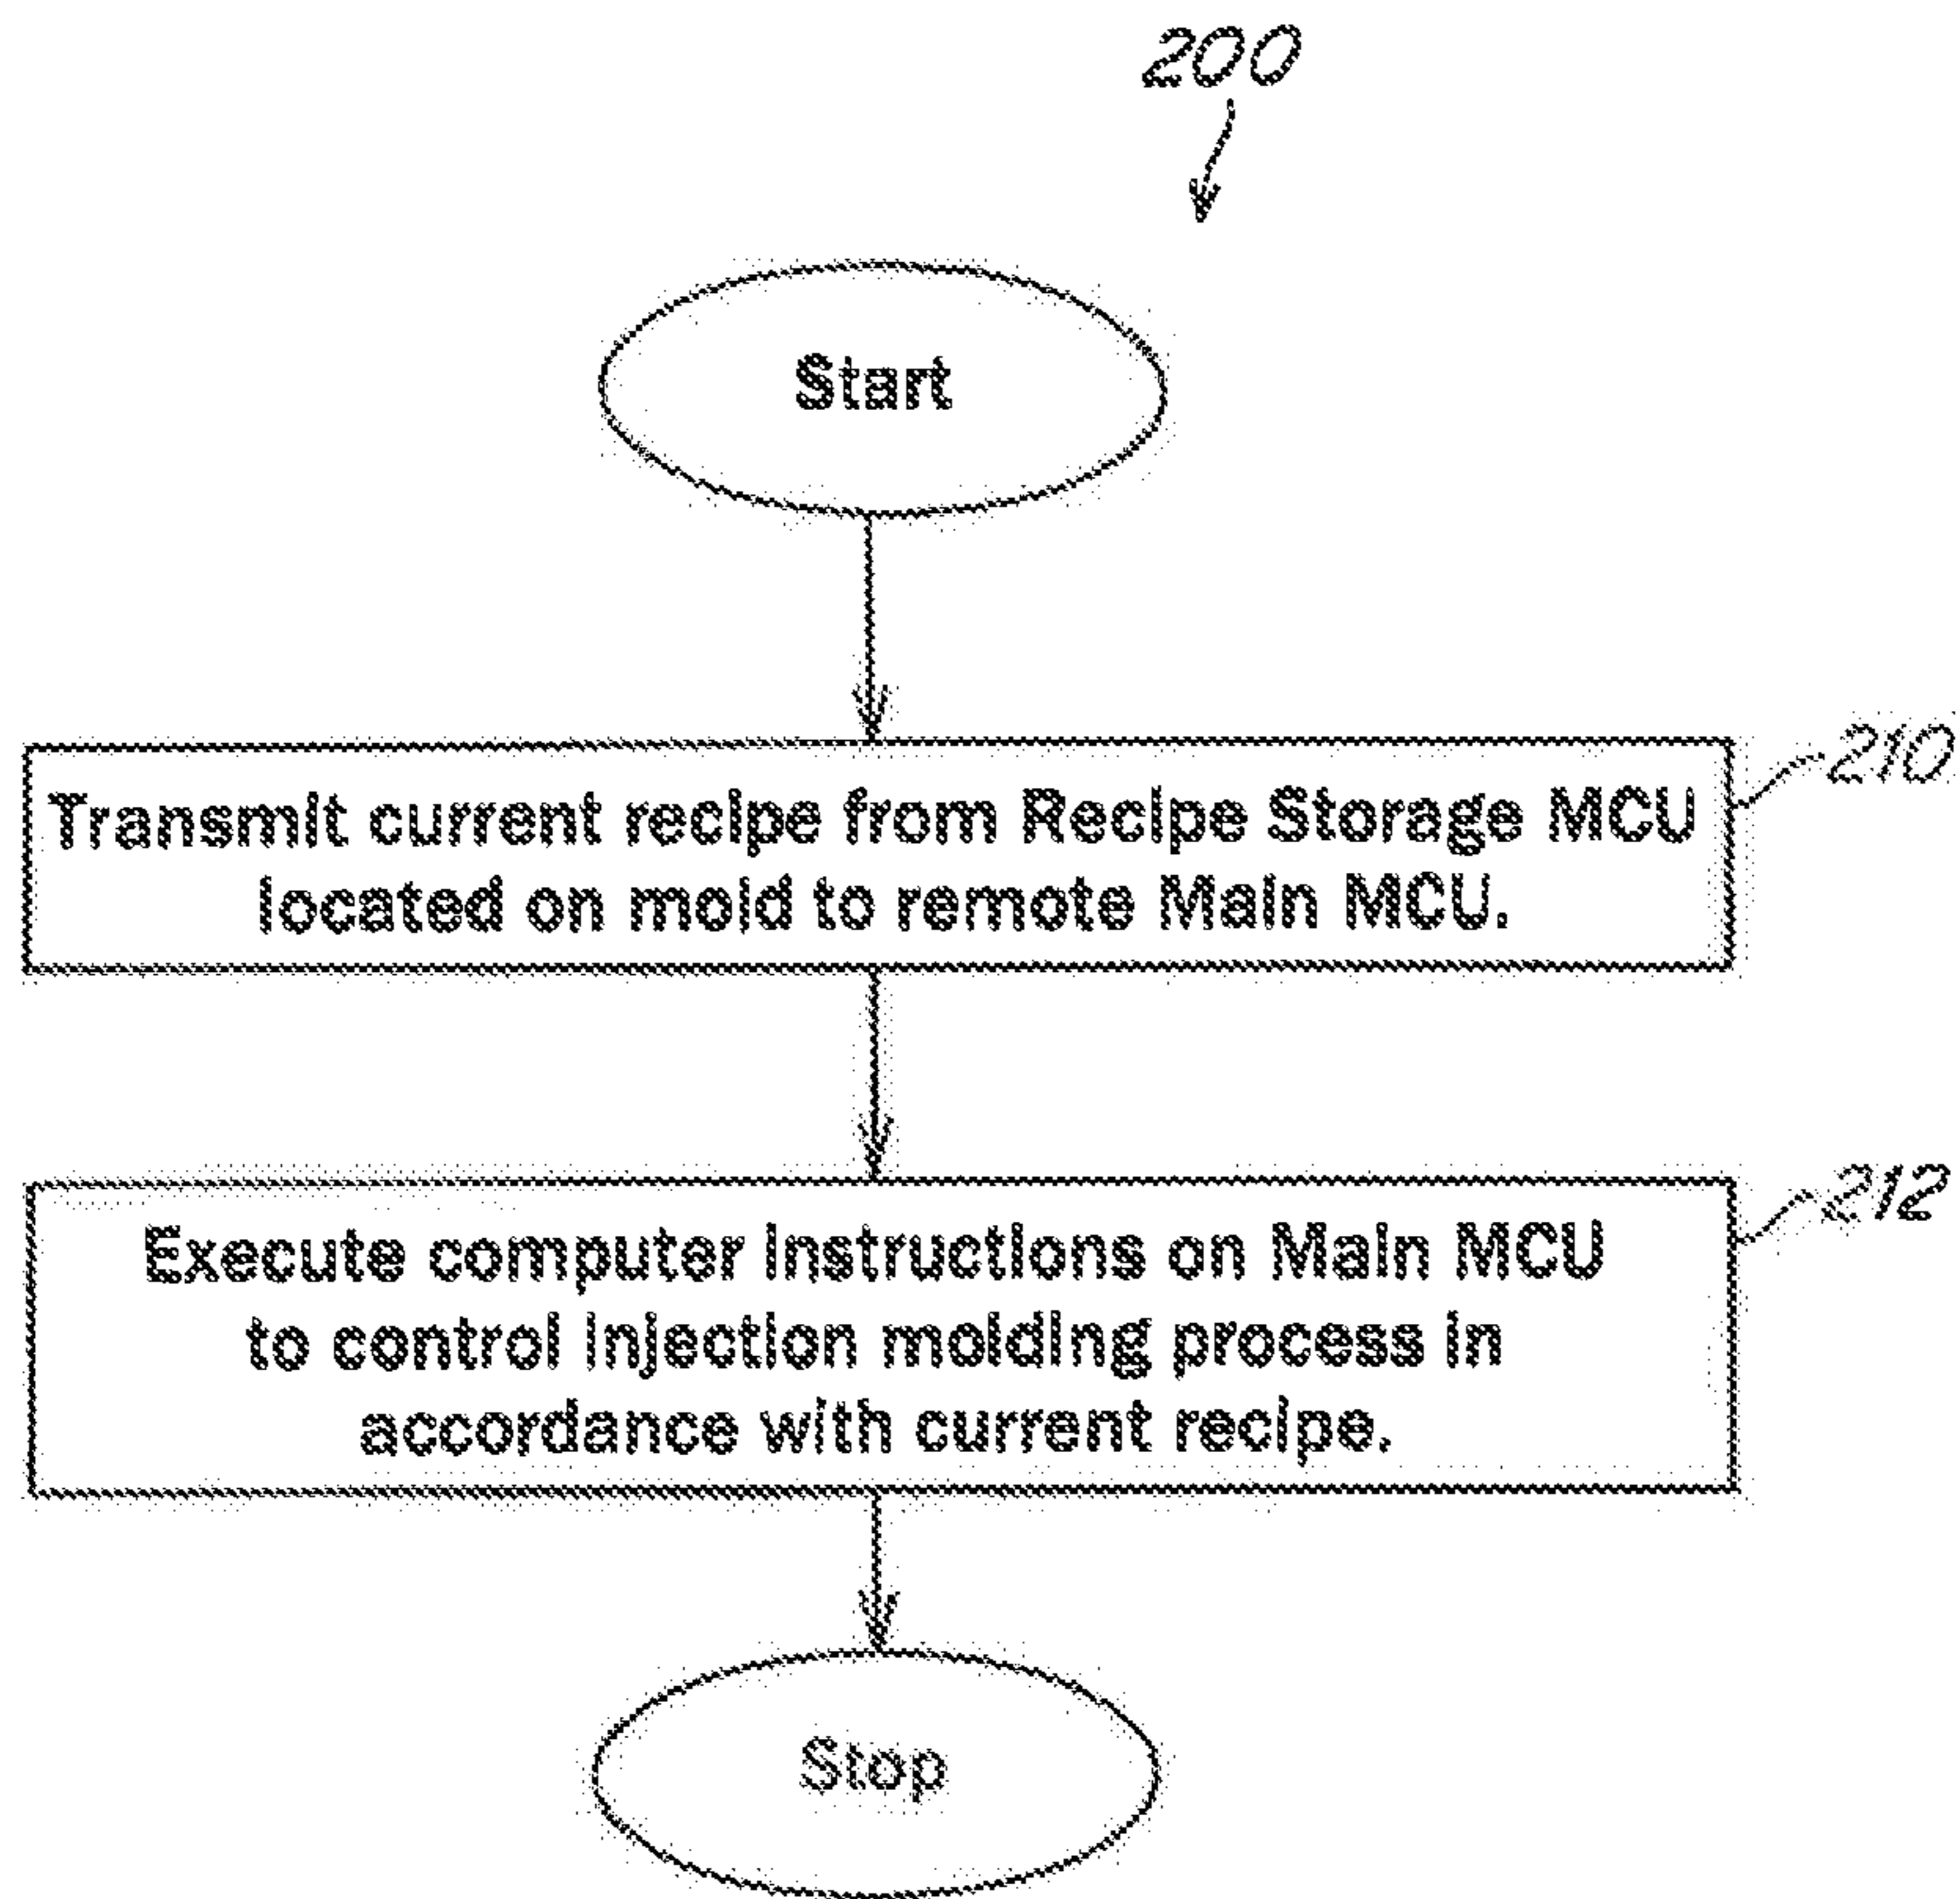 200
Start
Transmit current recipe from Recipe Storage MCU
located on mold to remote Main MCU.
210
Execute computer instructions on Main MCU
to control injection molding process in
accordance with current recipe.
212
Stop